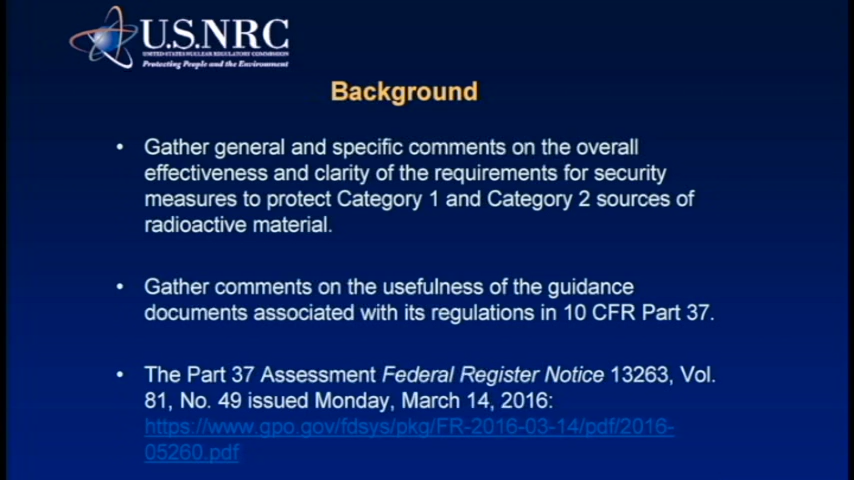 U.S.NRC
UNITED STATES NUCLEAR REGULATORY COMMISSION
Protecting People and the Environment
Background
• Gather general and specific comments on the overall
effectiveness and clarity of the requirements for security
measures to protect Category 1 and Category 2 sources of
radioactive material.
• Gather comments on the usefulness of the guidance
documents associated with its regulations in 10 CFR Part 37.
• The Part 37 Assessment Federal Register Notice 13263, Vol.
81, No. 49 issued Monday, March 14, 2016:
https://www.gpo.gov/fdsys/pkg/FR-2016-03-14/pdf/2016-
05260.pdf